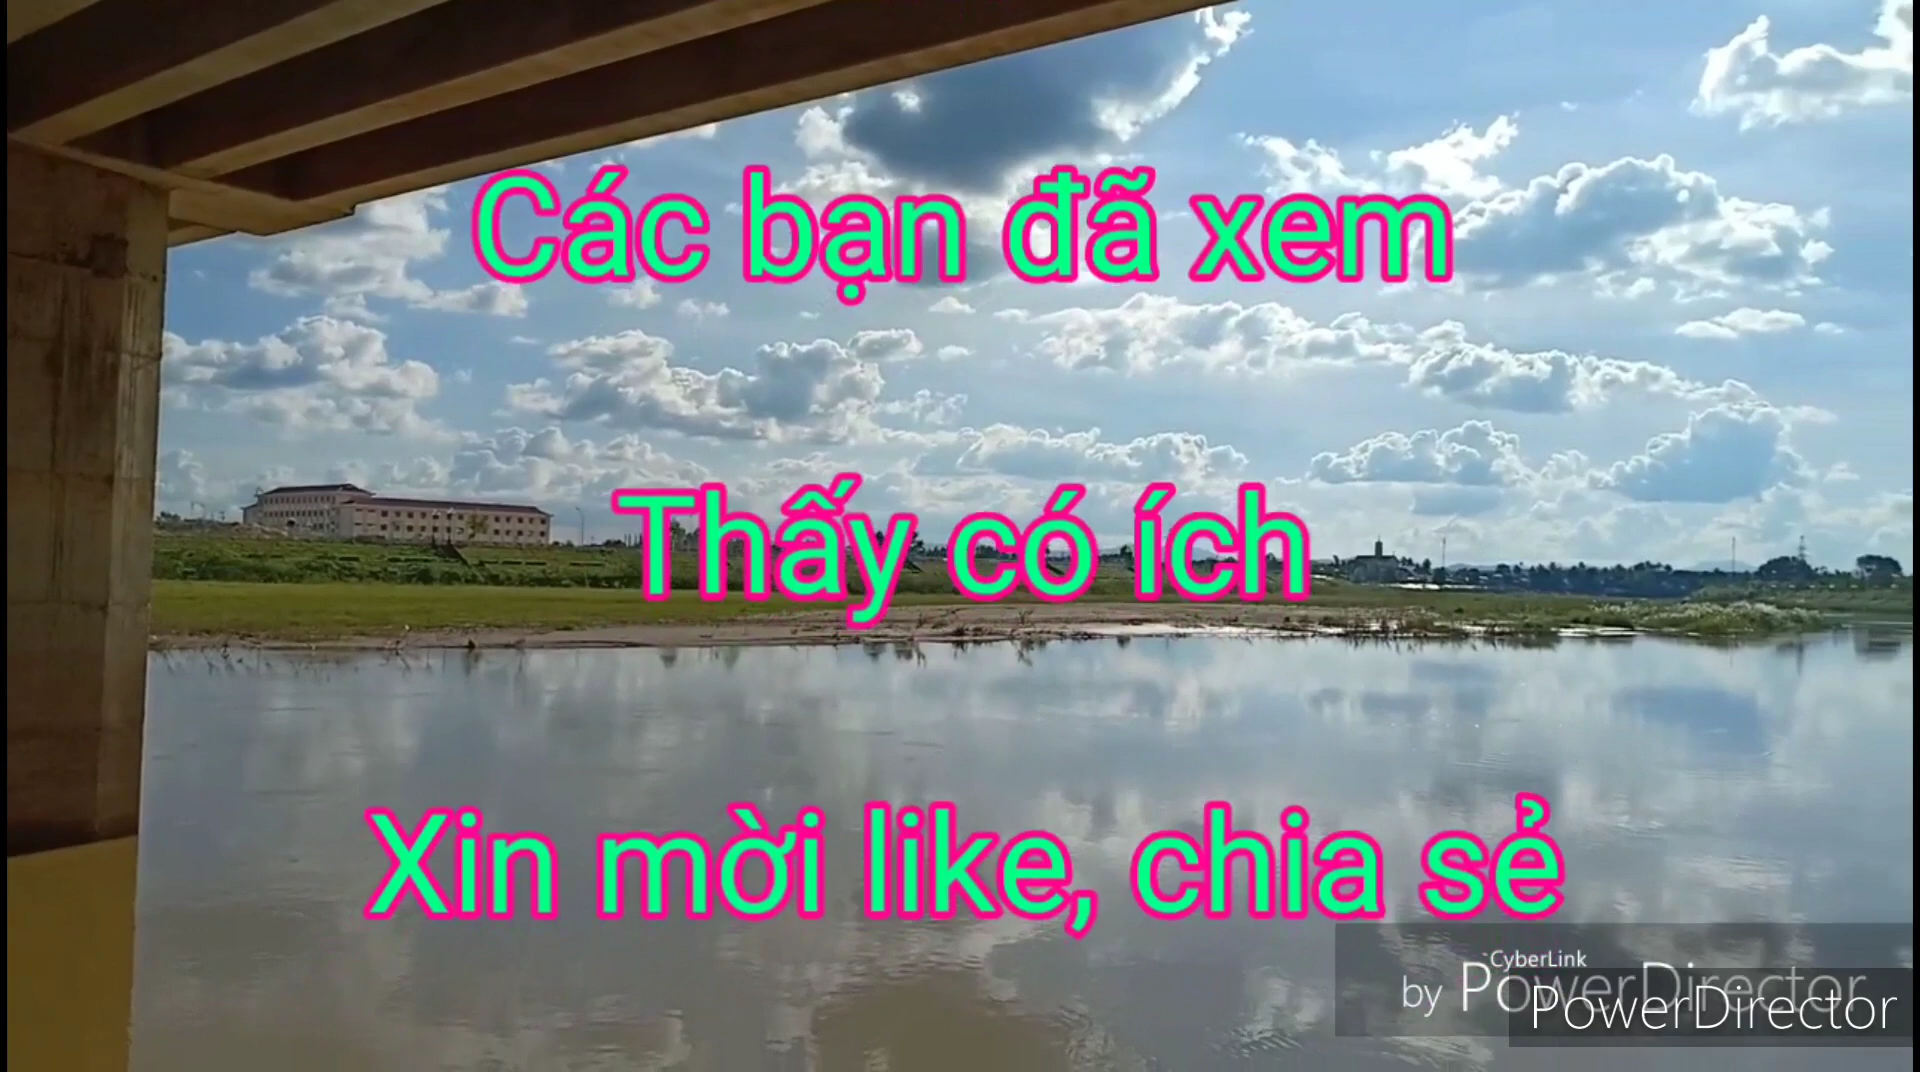 Các bạn đã xem
Thấy có ích
Xin mời like, chia sẻ
CyberLink
by PowerDirector
PowerDirector